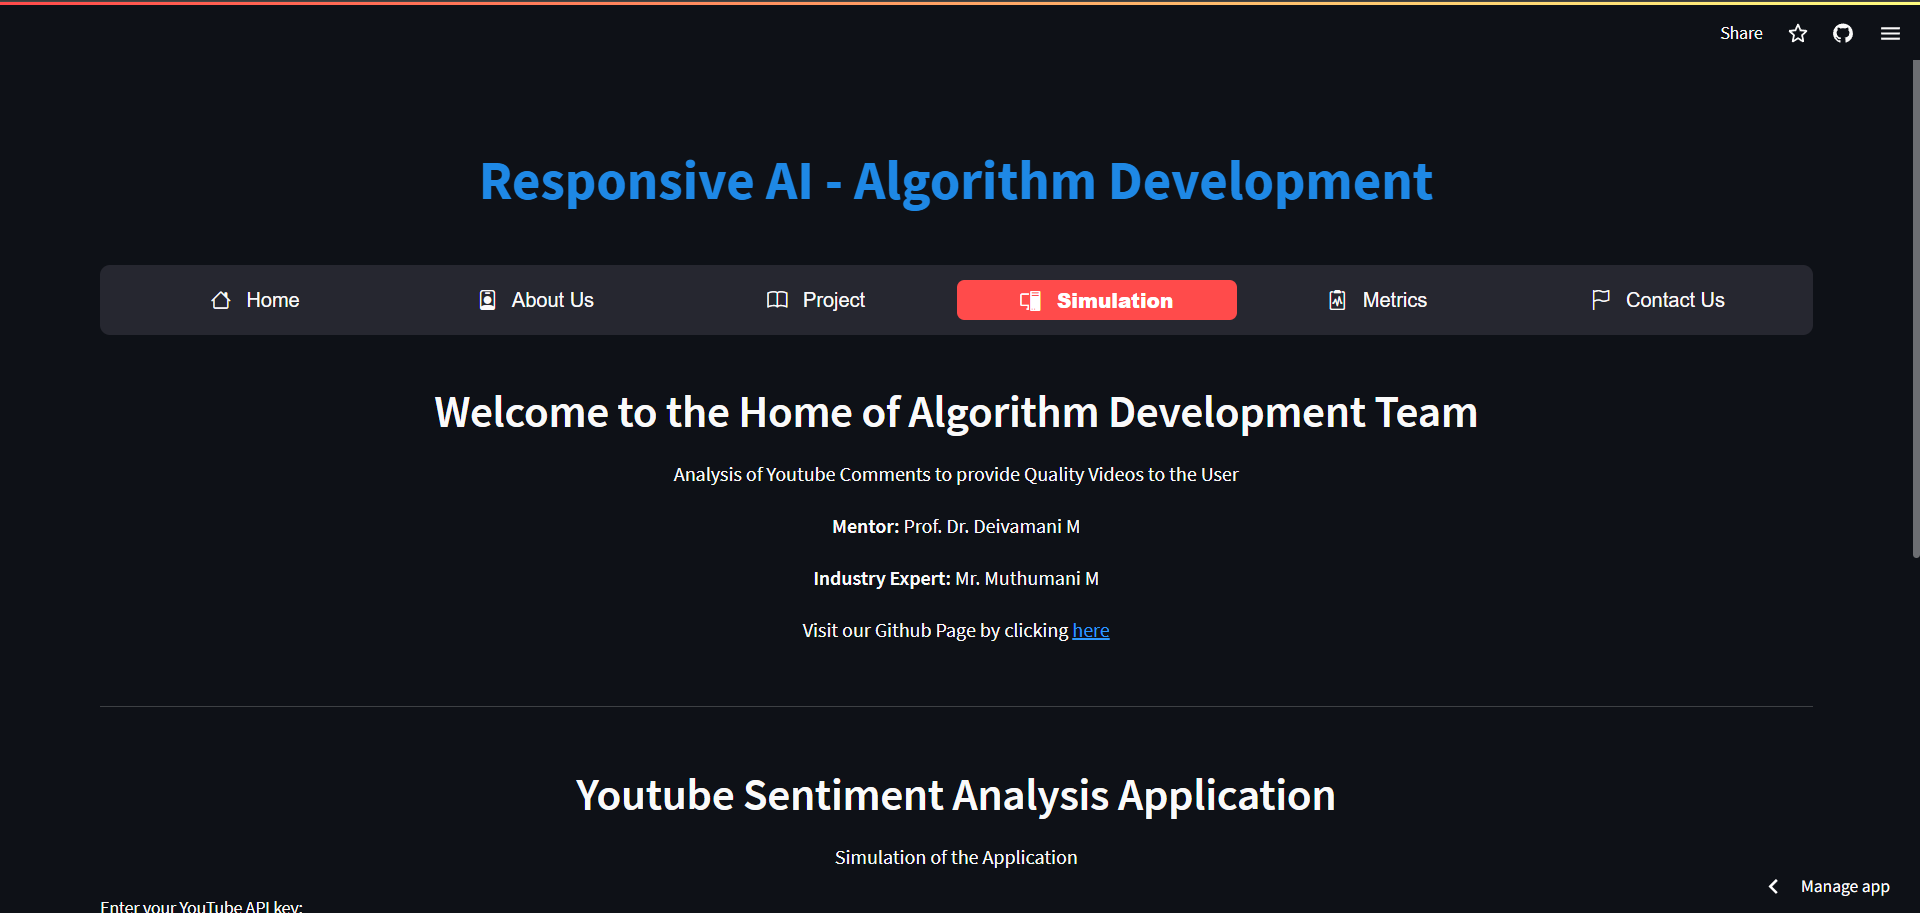 Share
Responsive AI - Algorithm Development
Home About Us Project Simulation Metrics Contact Us
Welcome to the Home of Algorithm Development Team
Analysis of Youtube Comments to provide Quality Videos to the User
Mentor: Prof. Dr. Deivamani M
Industry Expert: Mr. Muthumani M
Visit our Github Page by clicking here
Youtube Sentiment Analysis Application
Simulation of the Application
Manage app
Enter your YouTube API key: